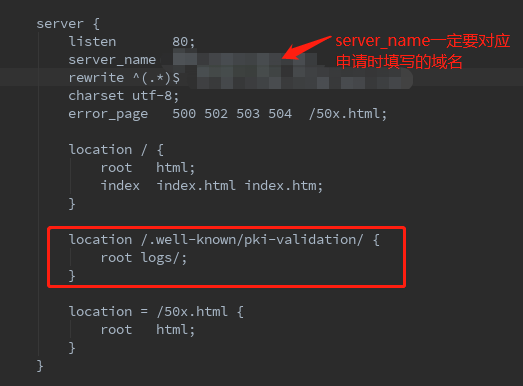 server {
listen 80;
server_name
rewrite ^(.*)$
charset utf-8;
error_page 500 502 503 504 /50x.html;
location / {
root html;
index index.html index.htm;
}
location /.well-known/pki-validation/ {
root logs/;
}
location = /50x.html {
root html;
}
}
server_name一定要对应
申请时填写的域名